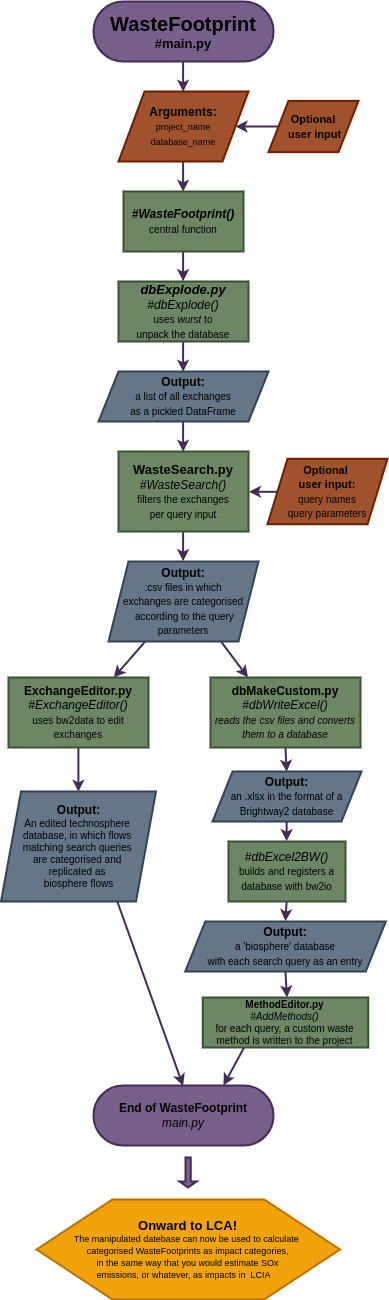 WasteFootprint
#main.py
Arguments:
project_name
database_name
Optional
user input
#WasteFootprint()
central function
dbExplode.py
#dbExplode()
uses wurst to
unpack the database
Output:
a list of all exchanges
as a pickled DataFrame
WasteSearch.py
#WasteSearch()
filters the exchanges
per query input
Optional
user input:
query names
query parameters
Output:
.csv files in which
exchanges are categorised
according to the query
parameters
ExchangeEditor.py
#ExchangeEditor()
uses bw2data to edit
exchanges
Output:
An edited technosphere
database, in which flows
matching search queries
are categorised and
replicated as
biosphere flows
dbMakeCustom.py
#dbWriteExcel()
reads the csv files and converts
them to a database
Output:
an .xlsx in the format of a
Brightway2 database
#dbExcel2BW()
builds and registers a
database with bw2io
Output:
a 'biosphere' database
with each search query as an entry
MethodEditor.py
#AddMethods()
for each query, a custom waste
method is written to the project
End of WasteFootprint
main.py
Onward to LCA!
The manipulated datebase can now be used to calculate
categorised WasteFootprints as impact categories,
in the same way that you would estimate SOx
emissions, or whatever, as impacts in LCIA